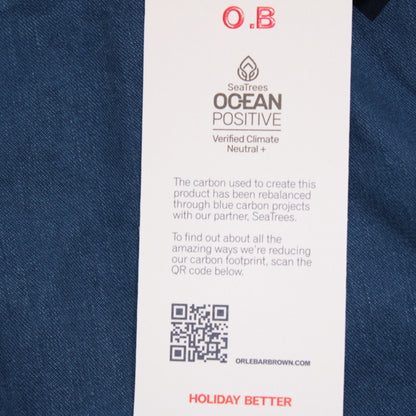 O.B
SeaTrees
OCEAN
POSITIVE
Verified Climate
Neutral +
The carbon used to create this
product has been rebalanced
through blue carbon projects
with our partner, SeaTrees.
To find out about all the
amazing ways we're reducing
our carbon footprint, scan the
QR code below.
ORLEBARBROWN.COM
HOLIDAY BETTER